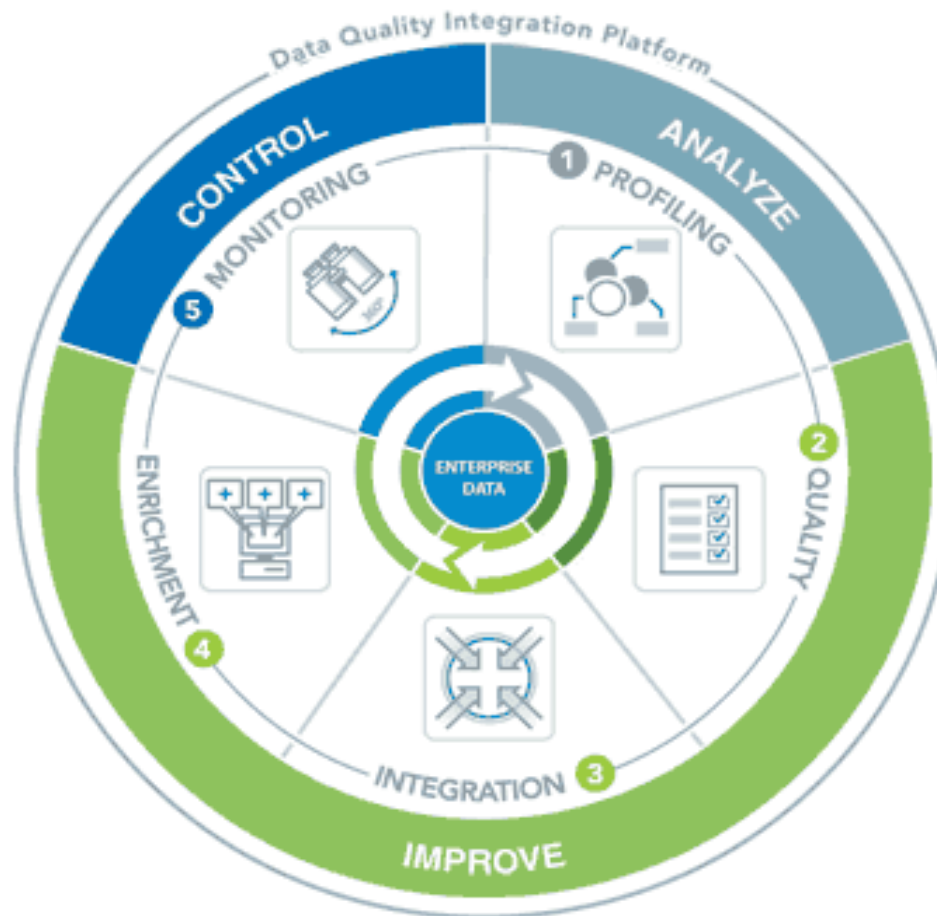 Data Quality Integration Platform
CONTROL
ANALYZE
1 PROFILING
2 QUALITY
3 INTEGRATION
4 ENRICHMENT
5 MONITORING
360°
ENTERPRISE
DATA
IMPROVE